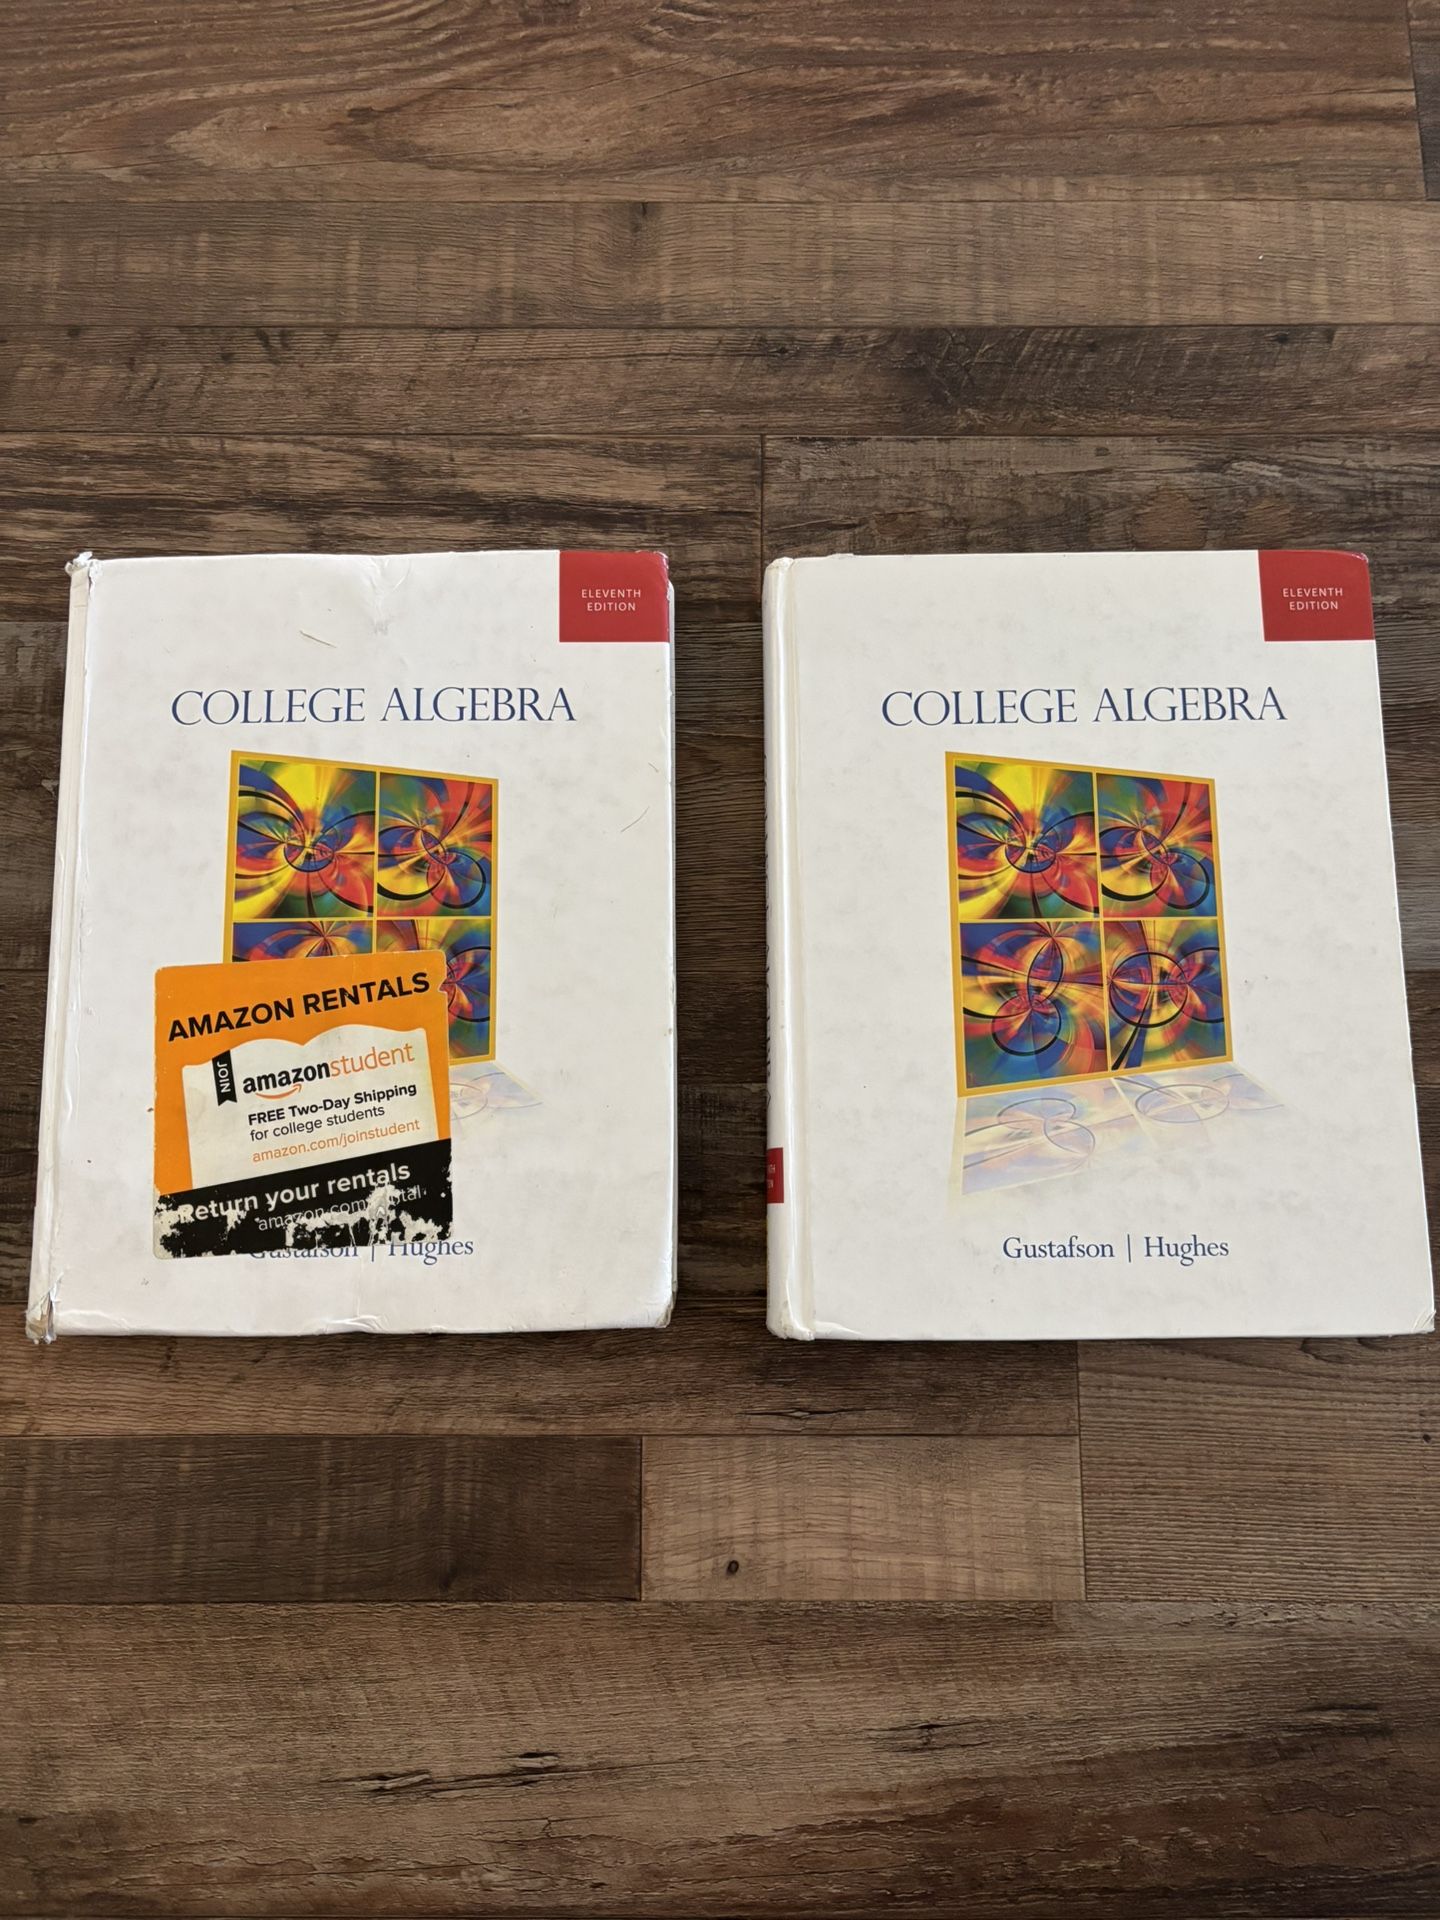 ELEVENTH
EDITION
COLLEGE ALGEBRA
AMAZON RENTALS
JOIN
amazonstudent
FREE Two-Day Shipping
for college students
amazon.com/joinstudent
Return your rentals
Gustafson | Hughes
ELEVENTH
EDITION
COLLEGE ALGEBRA
Gustafson | Hughes